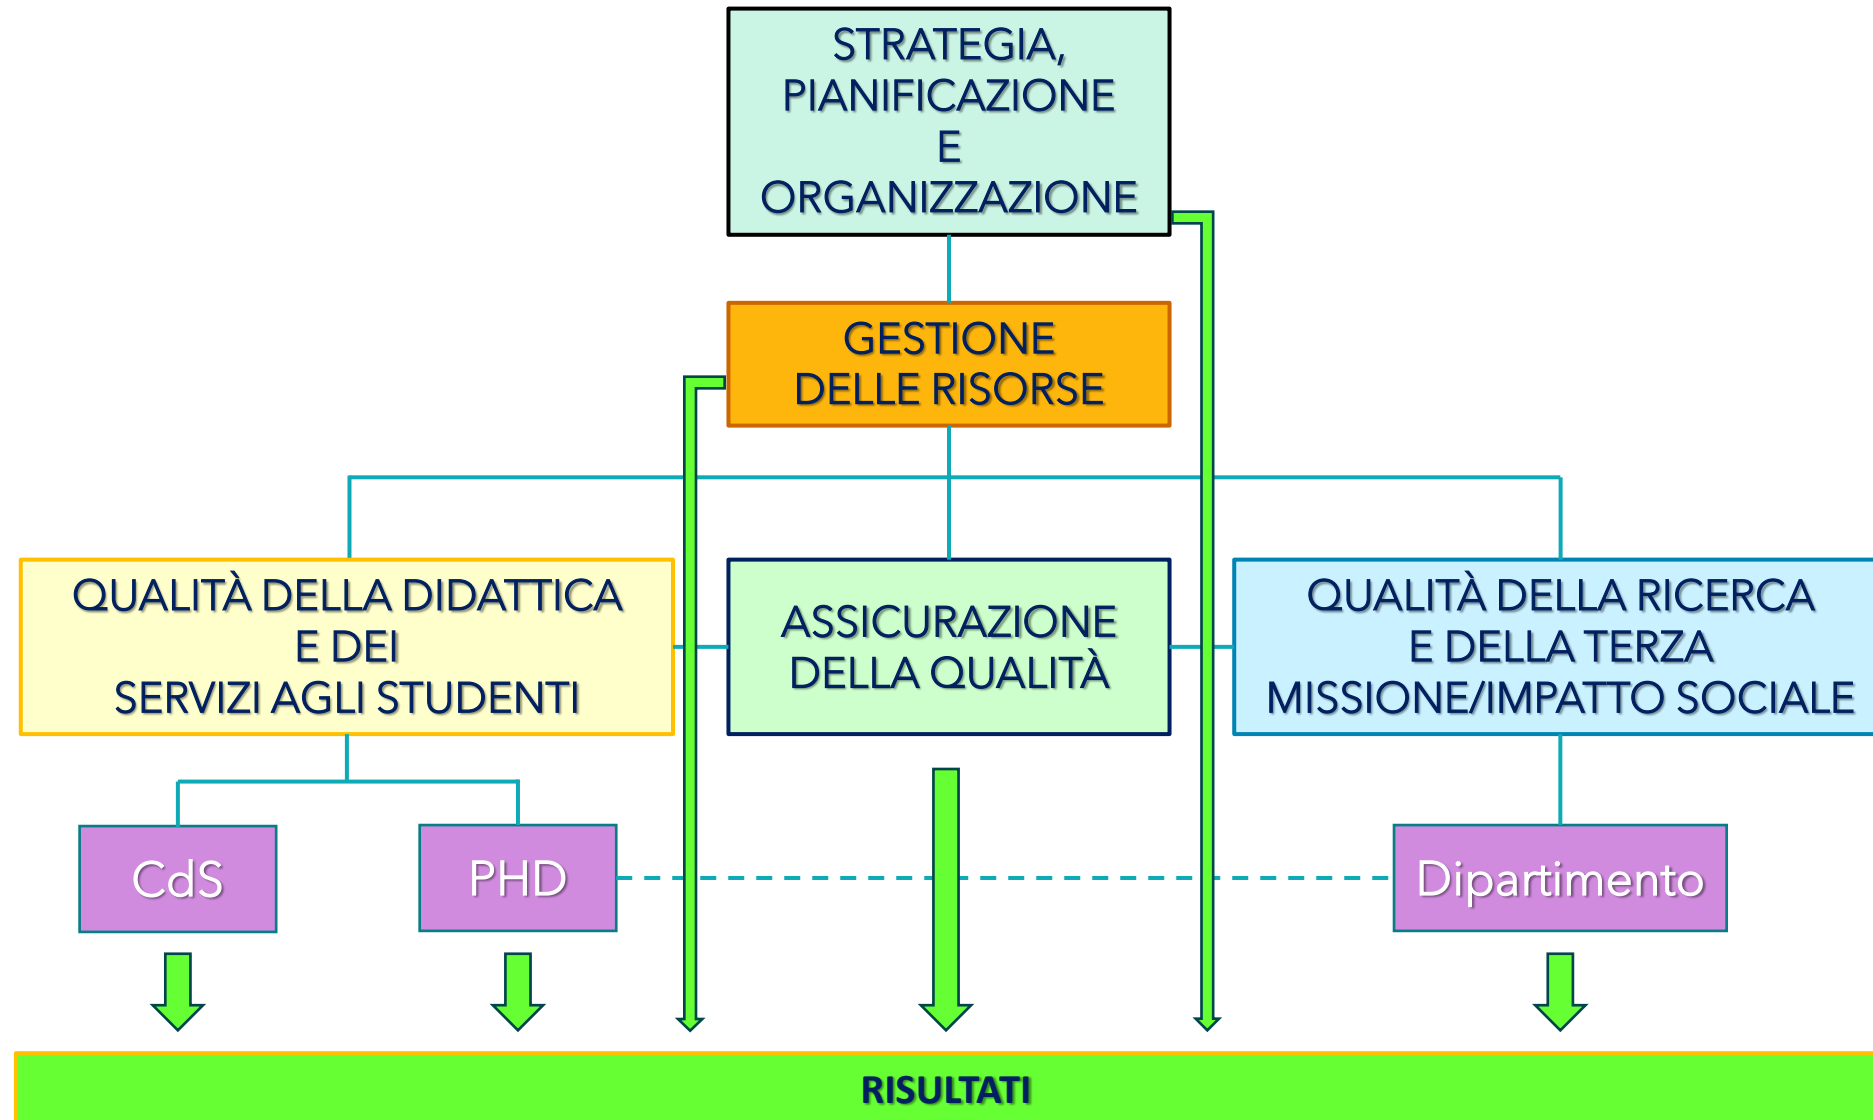 STRATEGIA,
PIANIFICAZIONE
E
ORGANIZZAZIONE
GESTIONE
DELLE RISORSE
QUALITÀ DELLA DIDATTICA
E DEI
SERVIZI AGLI STUDENTI
ASSICURAZIONE
DELLA QUALITÀ
QUALITÀ DELLA RICERCA
E DELLA TERZA
MISSIONE/IMPATTO SOCIALE
CdS
PHD
Dipartimento
RISULTATI